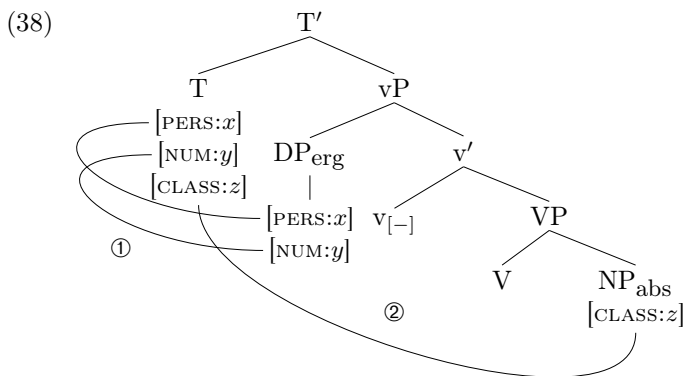 (38)
T′
T vP
[PERS:x]
[NUM:y] DPerg v′
[CLASS:z]
[PERS:x] v[−] VP
[NUM:y]
① V NPabs
② [CLASS:z]